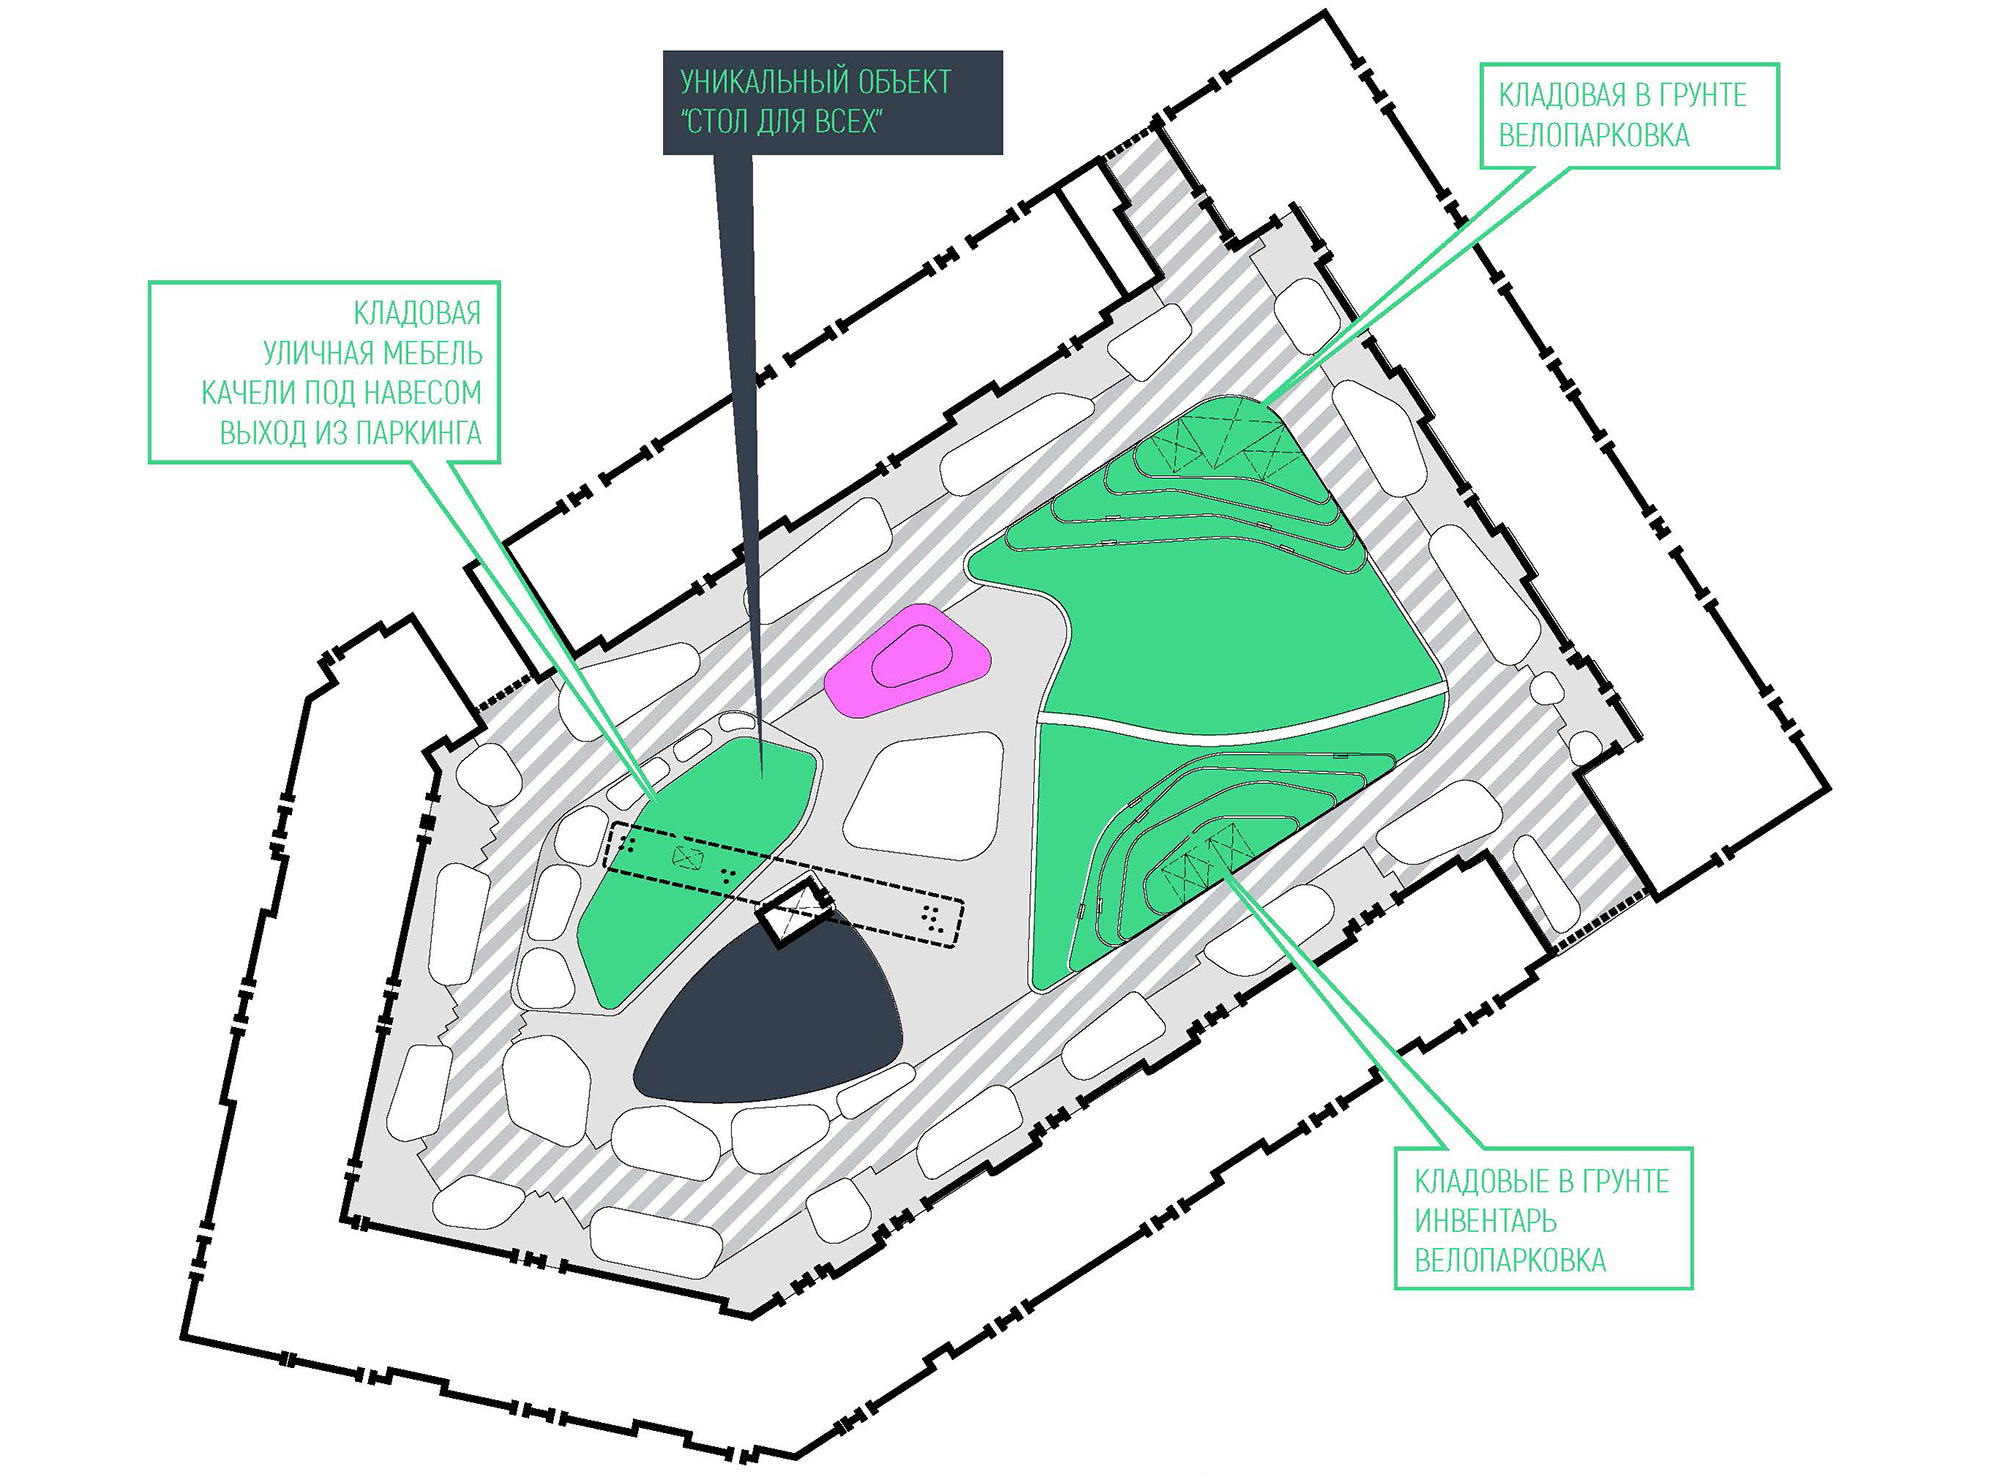 УНИКАЛЬНЫЙ ОБЪЕКТ
“СТОЛ ДЛЯ ВСЕХ”
КЛАДОВАЯ В ГРУНТЕ
ВЕЛОПАРКОВКА
КЛАДОВАЯ
УЛИЧНАЯ МЕБЕЛЬ
КАЧЕЛИ ПОД НАВЕСОМ
ВЫХОД ИЗ ПАРКИНГА
КЛАДОВЫЕ В ГРУНТЕ
ИНВЕНТАРЬ
ВЕЛОПАРКОВКА